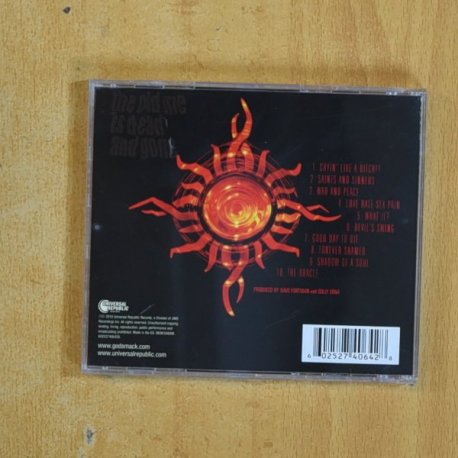 the old me
is dead
and gone
1. CRYIN' LIKE A BITCH!!
2. SAINTS AND SINNERS
3. WAR AND PEACE
4. LOVE-HATE-SEX-PAIN
5. WHAT IF?
6. DEVIL'S SWING
7. GOOD DAY TO DIE
8. FOREVER SHAMED
9. SHADOW OF A SOUL
10. THE ORACLE
PRODUCED BY DAVE FORTMAN AND SULLY ERNA
UNIVERSAL
REPUBLIC
www.godsmack.com
www.universalrepublic.com
6 02527 40642 8